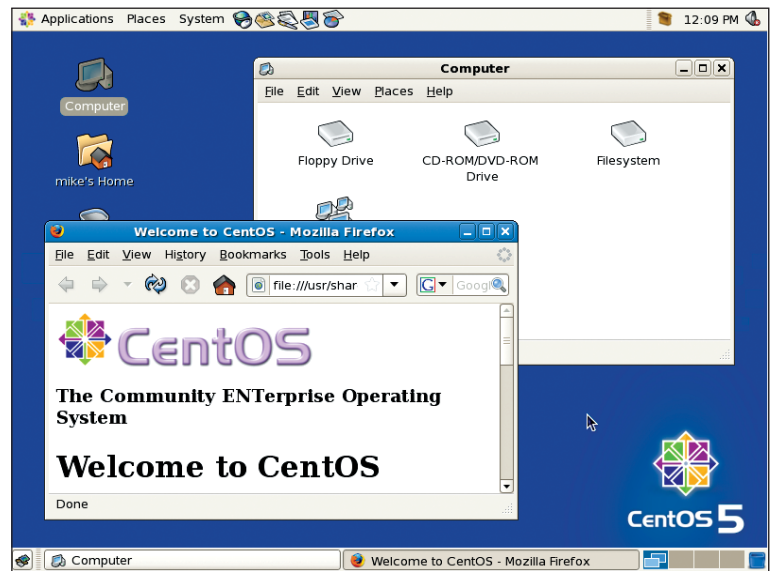 Applications Places System 12:09 PM
Computer
mike's Home
Computer
File Edit View Places Help
Floppy Drive
CD-ROM/DVD-ROM Drive
Filesystem
Welcome to CentOS - Mozilla Firefox
File Edit View History Bookmarks Tools Help
file:///usr/shar
G Googl
CentOS
The Community ENTerprise Operating
System
Welcome to CentOS
Done
CentOS 5
Computer
Welcome to CentOS - Mozilla Firefox